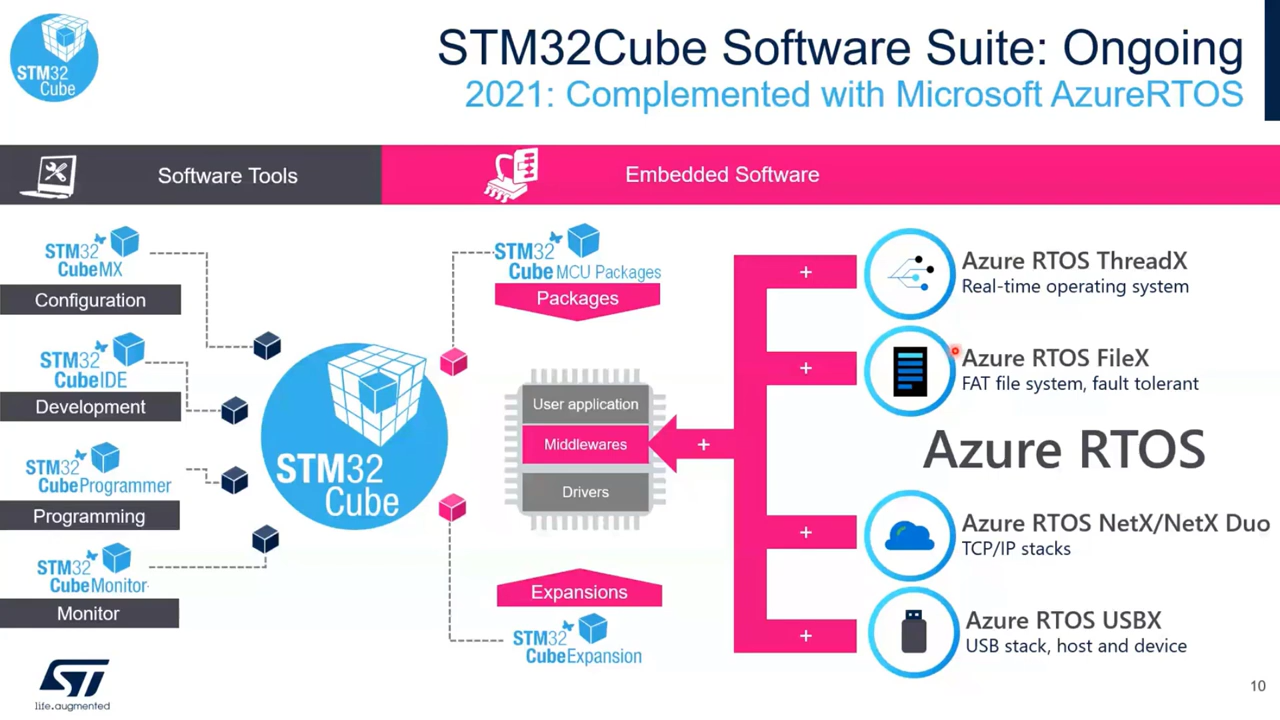 STM32
Cube
STM32Cube Software Suite: Ongoing
2021: Complemented with Microsoft AzureRTOS
Software Tools
Embedded Software
STM32
CubeMX
Configuration
STM32
CubeIDE
Development
STM32
CubeProgrammer
Programming
STM32
CubeMonitor
Monitor
STM32
Cube
STM32
Cube MCU Packages
Packages
User application
Middlewares
Drivers
Expansions
STM32
CubeExpansion
+
+
+
+
+
Azure RTOS ThreadX
Real-time operating system
Azure RTOS FileX
FAT file system, fault tolerant
Azure RTOS
Azure RTOS NetX/NetX Duo
TCP/IP stacks
Azure RTOS USBX
USB stack, host and device
ST
life.augmented
10